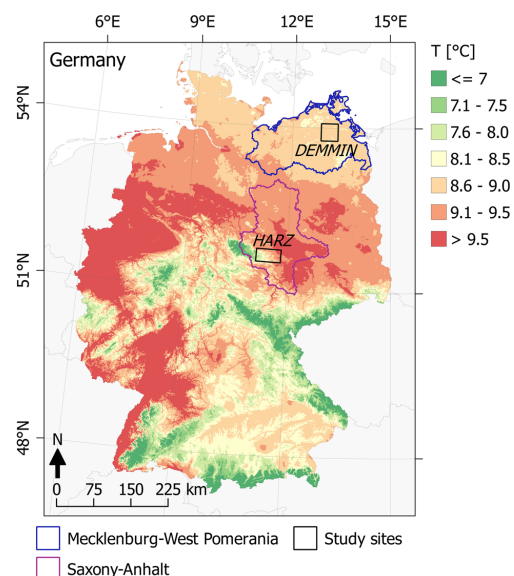 6°E 9°E 12°E 15°E
Germany
T [°C]
<= 7
7.1 - 7.5
7.6 - 8.0
8.1 - 8.5
8.6 - 9.0
9.1 - 9.5
> 9.5
54°N
DEMMIN
HARZ
51°N
48°N
N
0 75 150 225 km
Mecklenburg-West Pomerania Study sites
Saxony-Anhalt